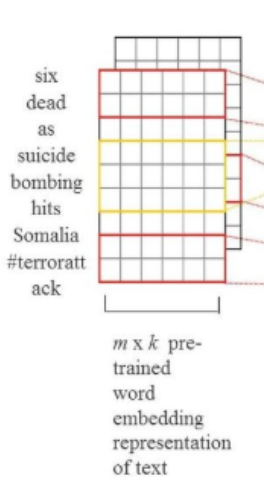 six
dead
as
suicide
bombing
hits
Somalia
#terroratt
ack
m x k pre-
trained
word
embedding
representation
of text